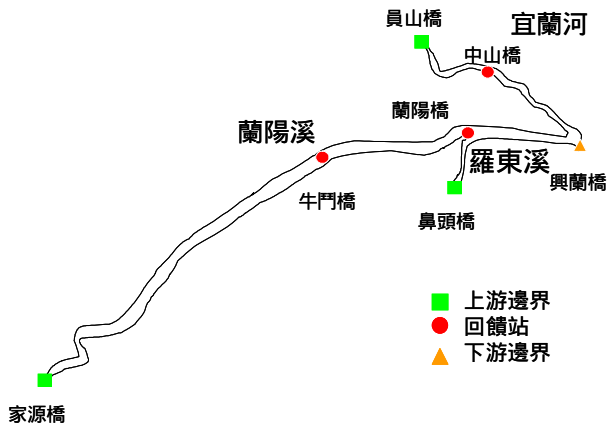 員山橋
宜蘭河
中山橋
蘭陽橋
蘭陽溪
羅東溪
興蘭橋
牛鬥橋
鼻頭橋
上游邊界
回饋站
下游邊界
家源橋